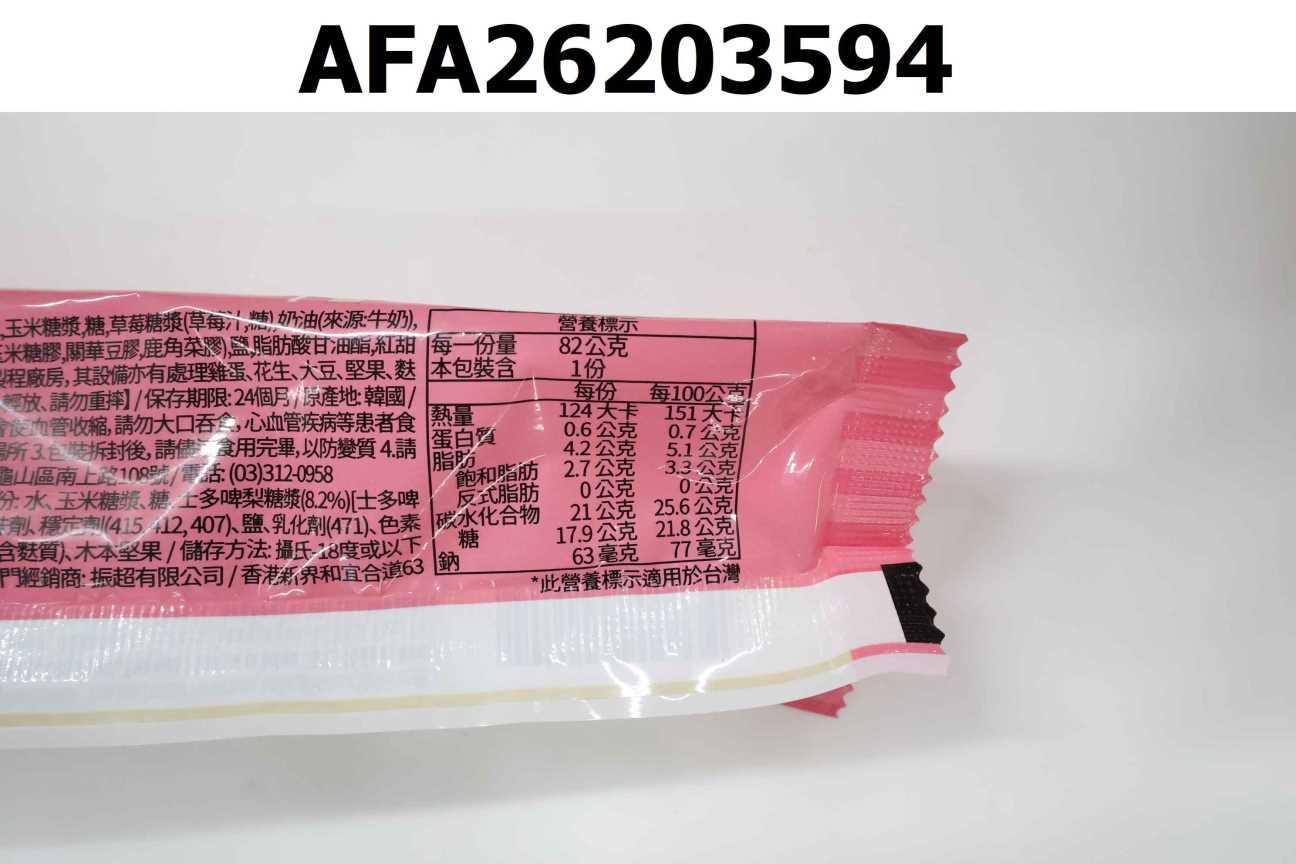 AFA26203594
,玉米糖漿,糖,草莓糖漿(草莓汁,糖),奶油(來源:牛奶),
玉米糖膠,關華豆膠,鹿角菜膠),鹽,脂肪酸甘油酯,紅甜
製程廠房,其設備亦有處理雞蛋、花生、大豆、堅果、麩
輕放、請勿重摔】/保存期限:24個月/原產地:韓國/
會使血管收縮,請勿大口吞食,心血管疾病等患者食
場所 3.包裝拆封後,請儘 食用完畢,以防變質 4.請
龜山區南上路108號/電話:(03)312-0958
份:水、玉米糖漿、糖、士多啤梨糖漿(8.2%)[士多啤
味劑、穩定劑(415, 412, 407)、鹽、乳化劑(471)、色素
含麩質)、木本堅果/儲存方法:攝氏-18度或以下
門經銷商:振超有限公司/香港新界和宜合道63
營養標示
每一份量 82公克
本包裝含 1份
每份 每100公克
熱量 124 大卡 151 大卡
蛋白質 0.6 公克 0.7 公克
脂肪 4.2 公克 5.1 公克
飽和脂肪 2.7 公克 3.3 公克
反式脂肪 0 公克 0 公克
碳水化合物 21 公克 25.6 公克
糖 17.9 公克 21.8 公克
鈉 63 毫克 77 毫克
*此營養標示適用於台灣